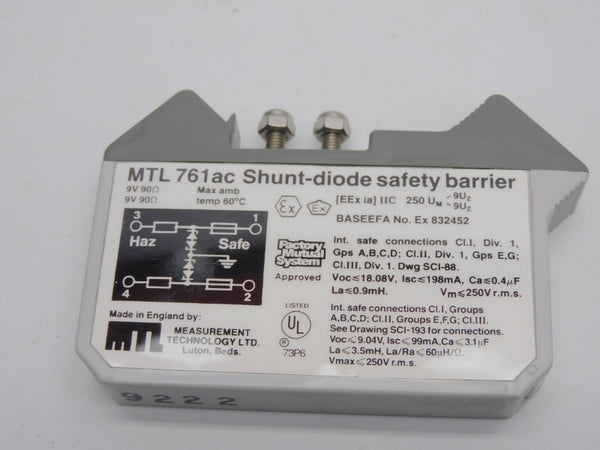 MTL 761ac Shunt-diode safety barrier
9V 90Ω
9V 90Ω
Max amb
temp 60°C
Ex
Ex
[EEx ia] IIC 250 UM 9UZ
9UZ
BASEEFA No. Ex 832452
3
1
Haz
Safe
4
2
Factory
Mutual
System
Approved
Int. safe connections Cl.I, Div. 1,
Gps A,B,C,D; Cl.II, Div. 1, Gps E,G;
Cl.III, Div. 1. Dwg SCI-88.
Voc≤18.08V, Isc≤198mA, Ca≤0.4μF
La≤0.9mH. Vm≤250V r.m.s.
LISTED
UL
®
73P6
Int. safe connections Cl.I, Groups
A,B,C,D; Cl.II, Groups E,F,G; Cl.III.
See Drawing SCI-193 for connections.
Voc≤9.04V, Isc≤99mA,Ca≤3.1μF
La≤3.5mH, La/Ra≤60μH/Ω.
Vmax≤250V r.m.s.
Made in England by:
MTL
MEASUREMENT
TECHNOLOGY LTD.
Luton, Beds.
9222